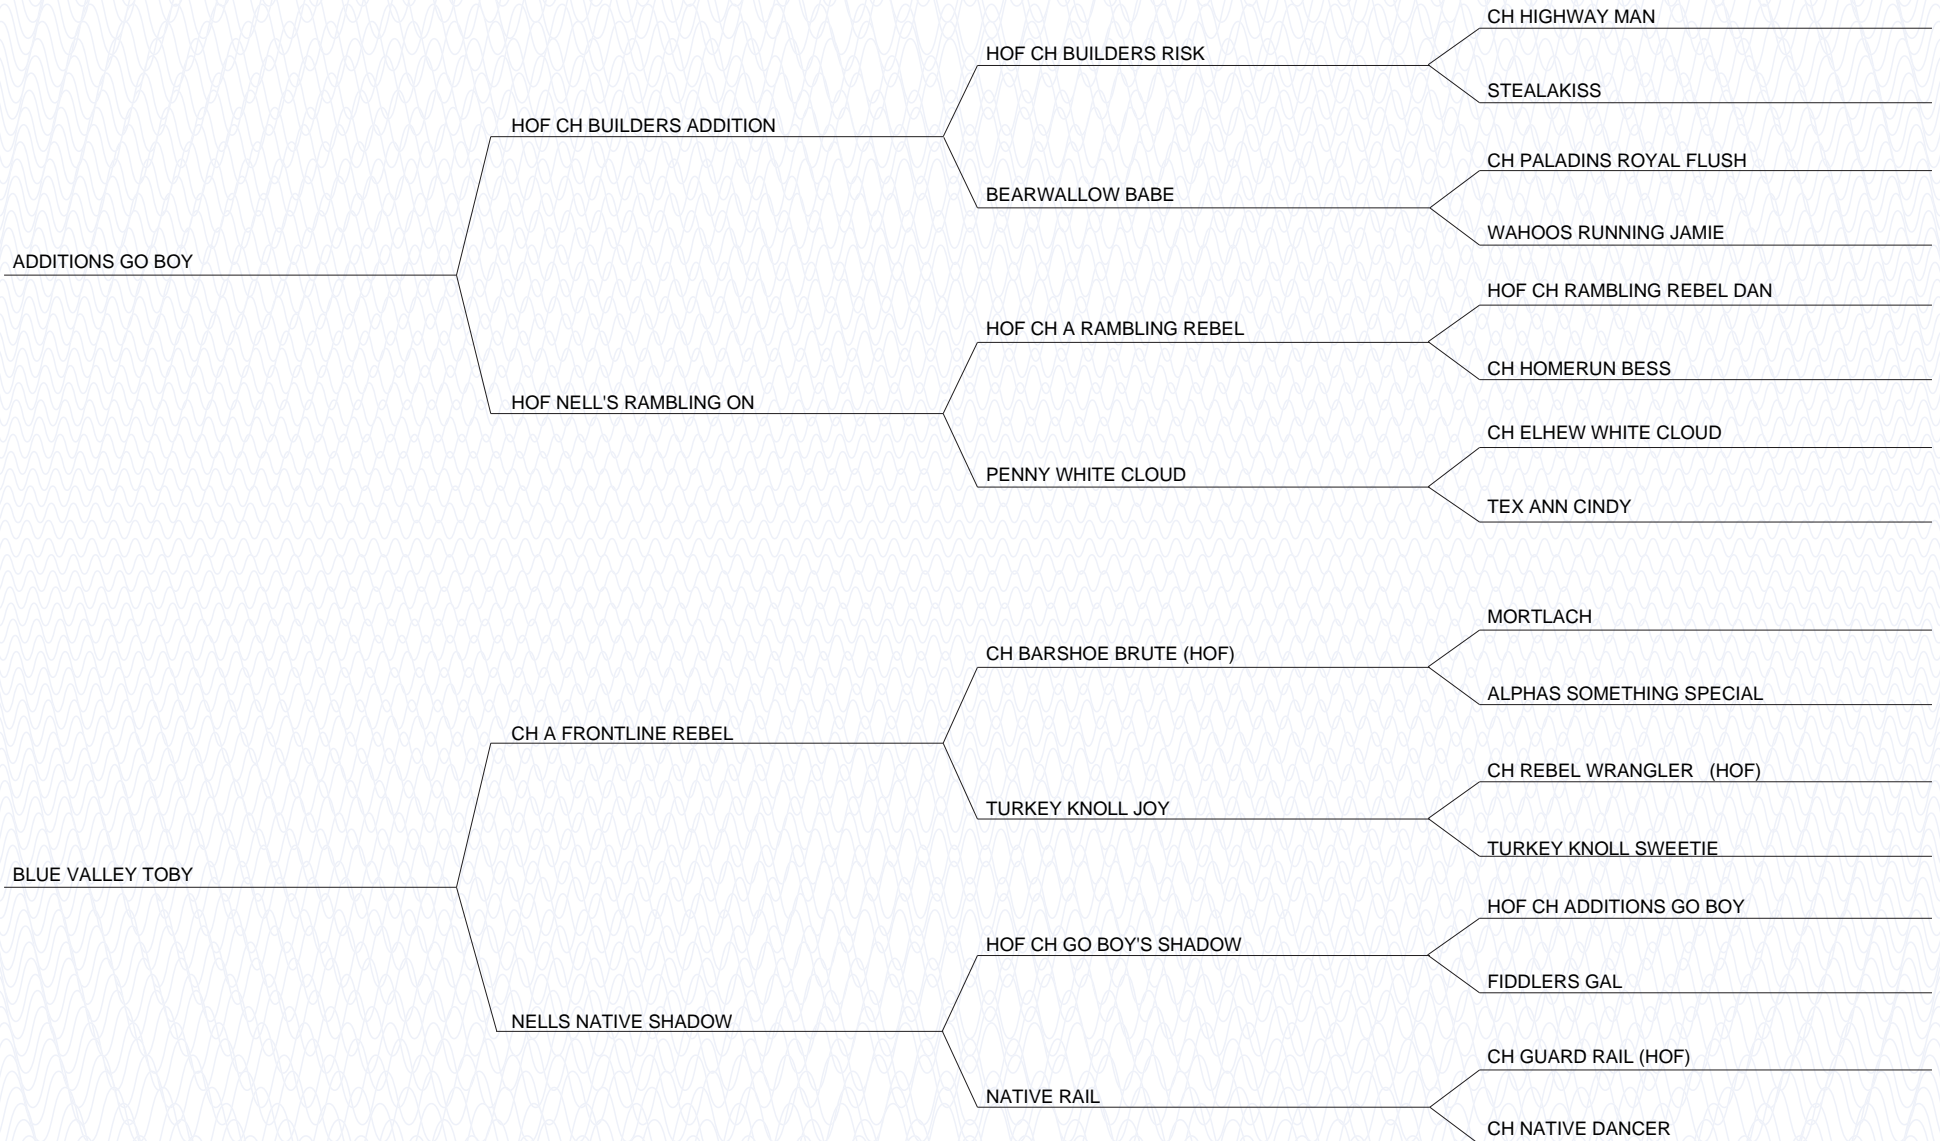 CH HIGHWAY MAN
HOF CH BUILDERS RISK
STEALAKISS
HOF CH BUILDERS ADDITION
CH PALADINS ROYAL FLUSH
BEARWALLOW BABE
WAHOOS RUNNING JAMIE
ADDITIONS GO BOY
HOF CH RAMBLING REBEL DAN
HOF CH A RAMBLING REBEL
CH HOMERUN BESS
HOF NELL'S RAMBLING ON
CH ELHEW WHITE CLOUD
PENNY WHITE CLOUD
TEX ANN CINDY
MORTLACH
CH BARSHOE BRUTE (HOF)
ALPHAS SOMETHING SPECIAL
CH A FRONTLINE REBEL
CH REBEL WRANGLER (HOF)
TURKEY KNOLL JOY
TURKEY KNOLL SWEETIE
BLUE VALLEY TOBY
HOF CH ADDITIONS GO BOY
HOF CH GO BOY'S SHADOW
FIDDLERS GAL
NELLS NATIVE SHADOW
CH GUARD RAIL (HOF)
NATIVE RAIL
CH NATIVE DANCER